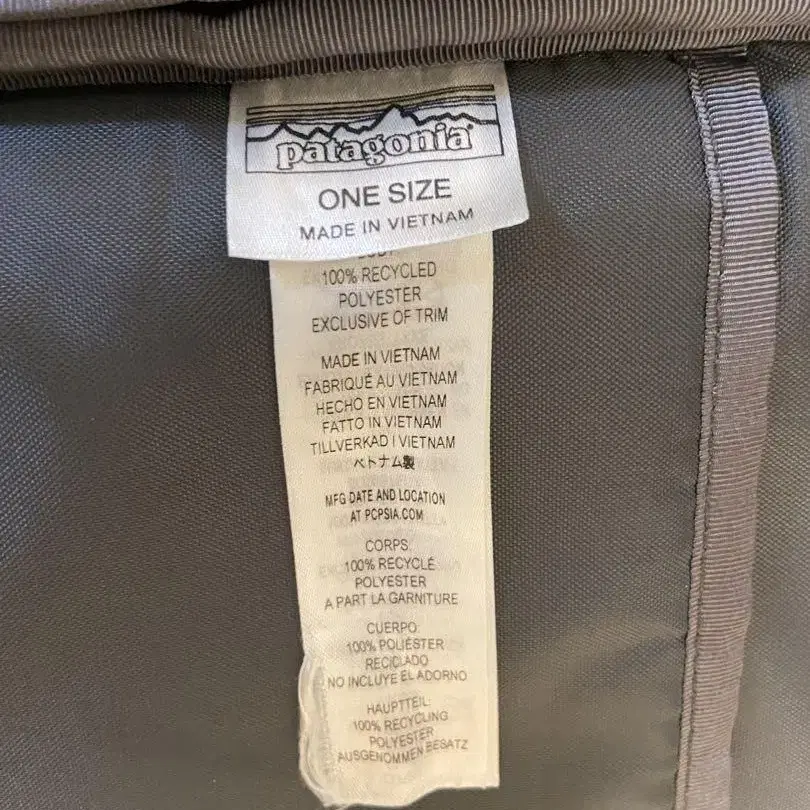 patagonia
ONE SIZE
MADE IN VIETNAM
100% RECYCLED
POLYESTER
EXCLUSIVE OF TRIM
MADE IN VIETNAM
FABRIQUÉ AU VIETNAM
HECHO EN VIETNAM
FATTO IN VIETNAM
TILLVERKAD I VIETNAM
ベトナム製
MFG DATE AND LOCATION
AT PCPSIA.COM
CORPS:
100% RECYCLÉ
POLYESTER
A PART LA GARNITURE
CUERPO:
100% POLIÉSTER
RECICLADO
NO INCLUYE EL ADORNO
HAUPTTEIL:
100% RECYCLING
POLYESTER
AUSGENOMMEN BESATZ